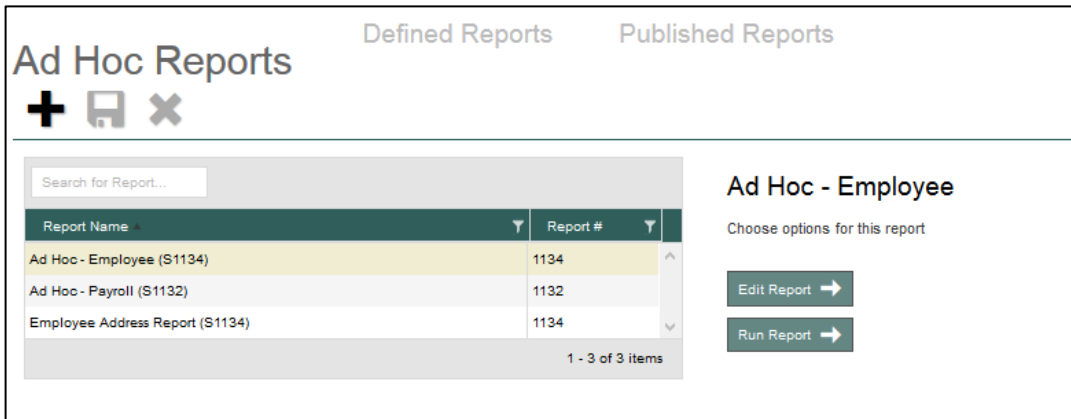 Defined Reports Published Reports
Ad Hoc Reports
Search for Report...
Ad Hoc - Employee
Report Name Report #
Choose options for this report
Ad Hoc - Employee (S1134) 1134
Ad Hoc - Payroll (S1132) 1132
Edit Report
Employee Address Report (S1134) 1134
Run Report
1 - 3 of 3 items